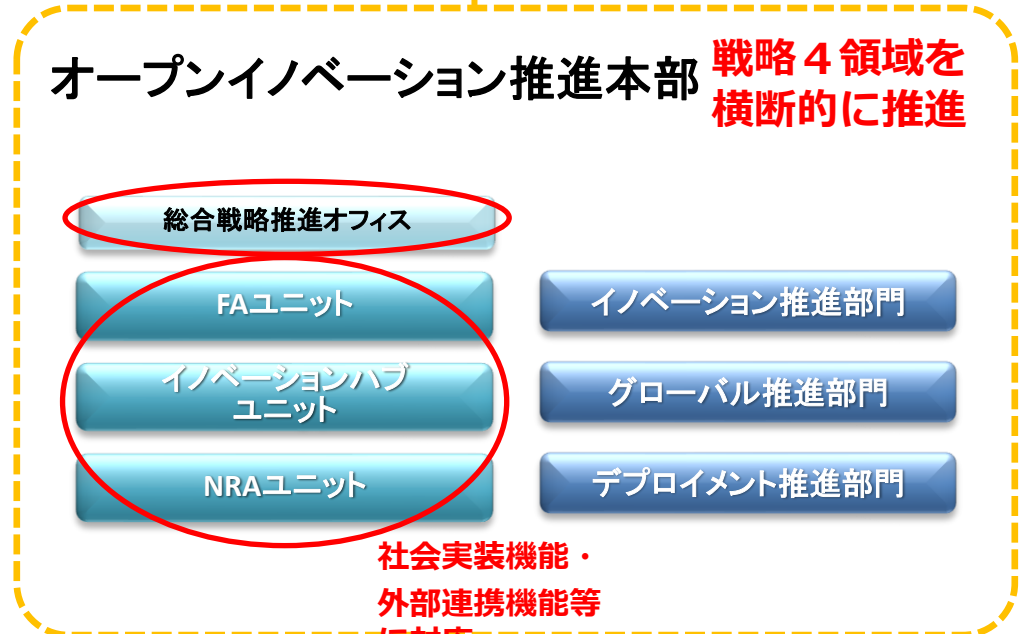 オープンイノベーション推進本部
戦略４領域を
横断的に推進
総合戦略推進オフィス
FAユニット
イノベーションハブ
ユニット
NRAユニット
イノベーション推進部門
グローバル推進部門
デプロイメント推進部門
社会実装機能・
外部連携機能等